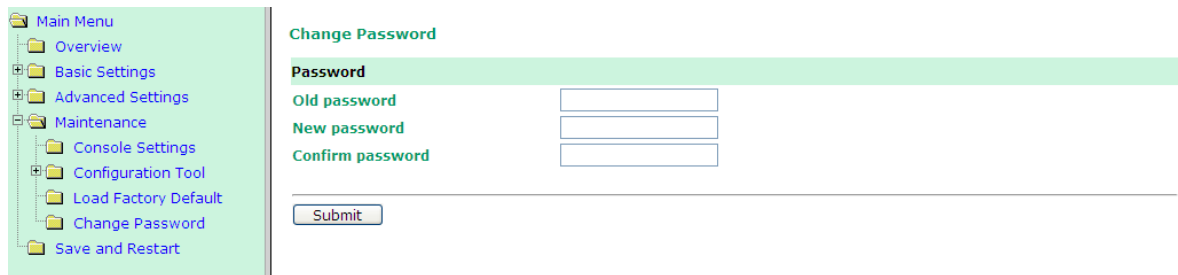 Main Menu
Overview
Basic Settings
Advanced Settings
Maintenance
Console Settings
Configuration Tool
Load Factory Default
Change Password
Save and Restart
Change Password
Password
Old password
New password
Confirm password
Submit